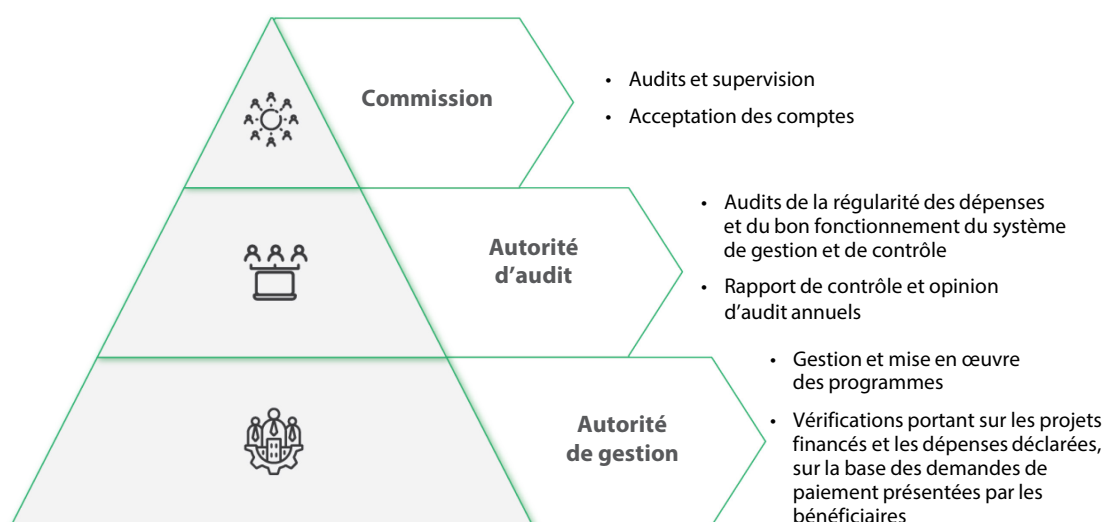 Commission
• Audits et supervision
• Acceptation des comptes
Autorité
d’audit
• Audits de la régularité des dépenses
et du bon fonctionnement du système
de gestion et de contrôle
• Rapport de contrôle et opinion
d’audit annuels
Autorité
de gestion
• Gestion et mise en œuvre
des programmes
• Vérifications portant sur les projets
financés et les dépenses déclarées,
sur la base des demandes de
paiement présentées par les
bénéficiaires